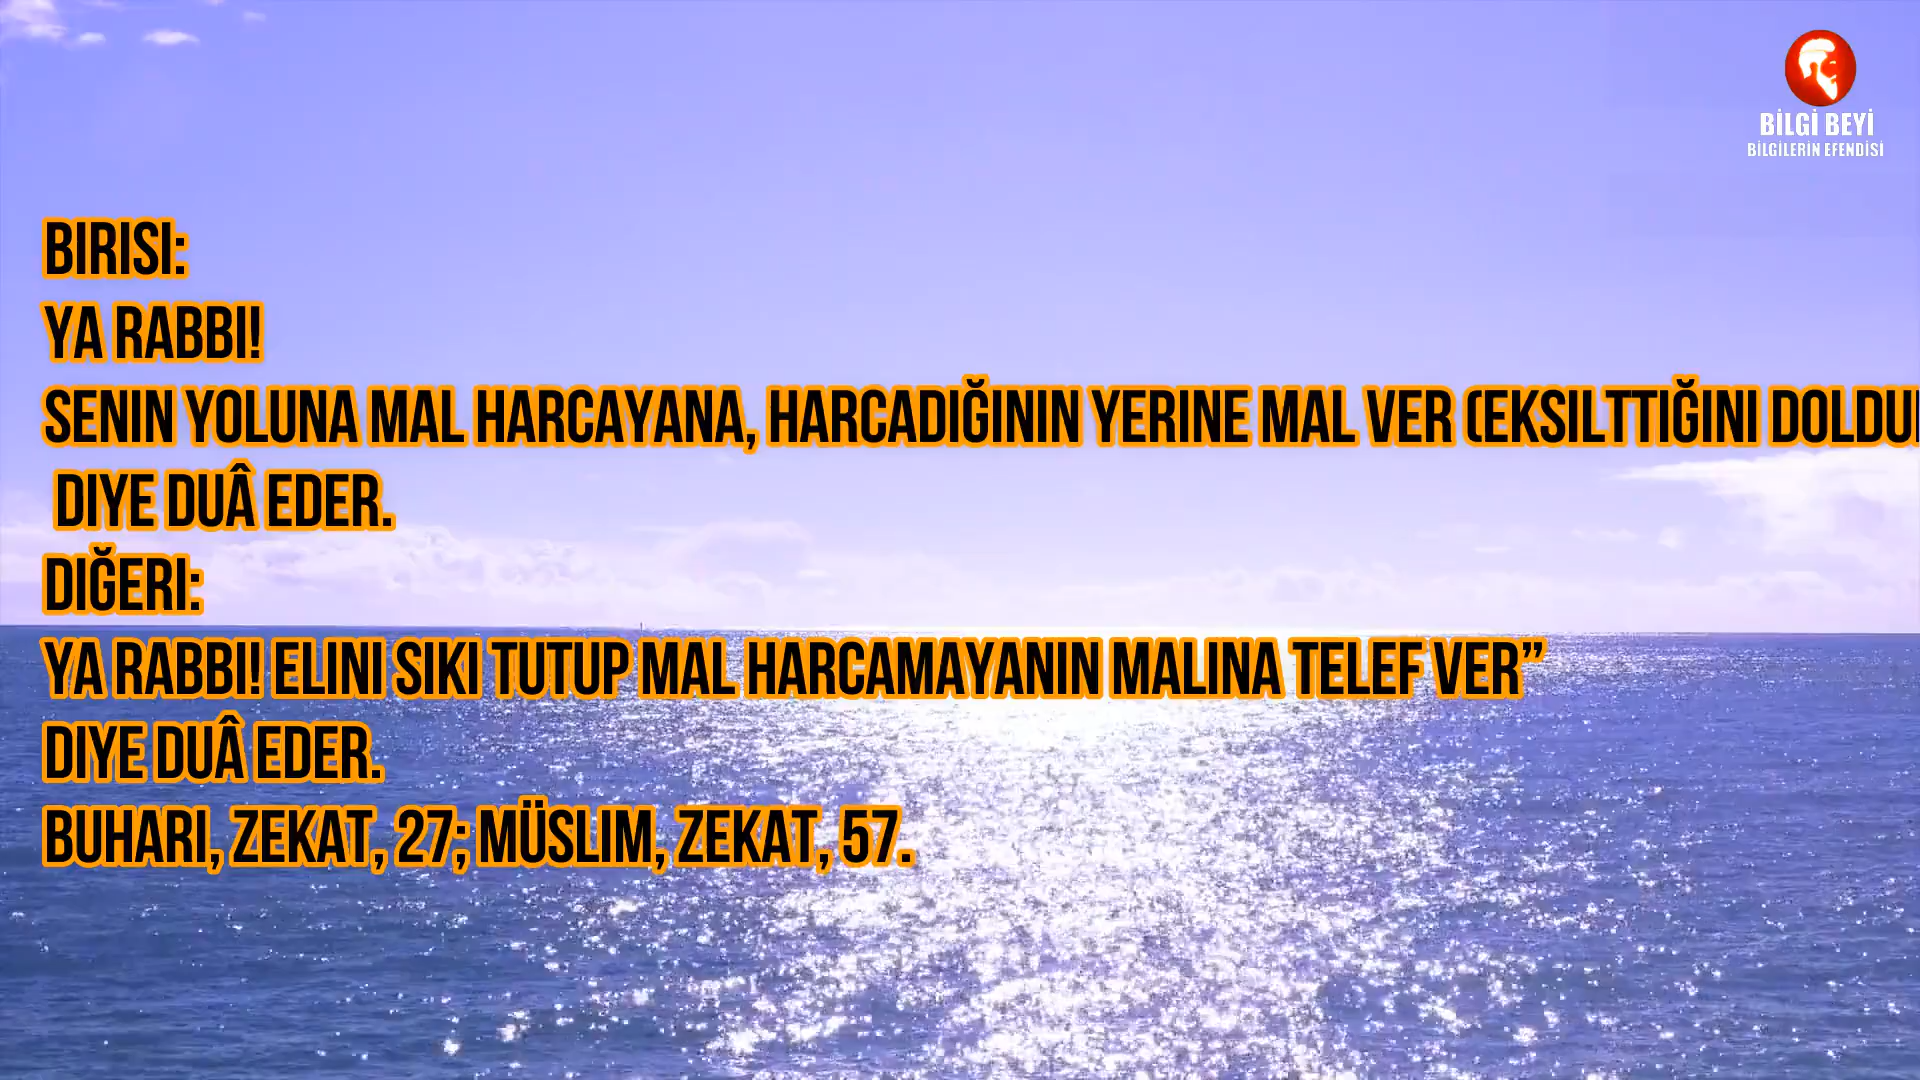 BİLGİ BEYİ
BİLGİLERİN EFENDİSİ
BIRISI:
YA RABBI!
SENIN YOLUNA MAL HARCAYANA, HARCADIĞININ YERINE MAL VER (EKSILTTIĞINI
DIYE DUÂ EDER.
DIĞERI:
YA RABBI! ELINI SIKI TUTUP MAL HARCAMAYANIN MALINA TELEF VER”
DIYE DUÂ EDER.
BUHARI, ZEKAT, 27; MÜSLIM, ZEKAT, 57.